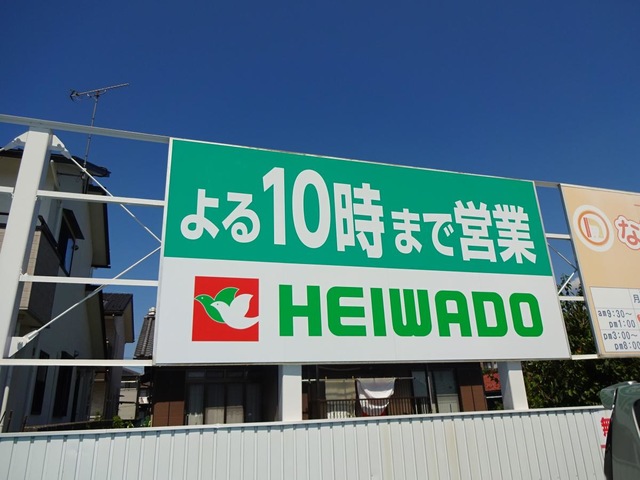 よる10時まで営業
HEIWADO
な
月
am9:30～
pm1:00
pm3:00～
pm8:00